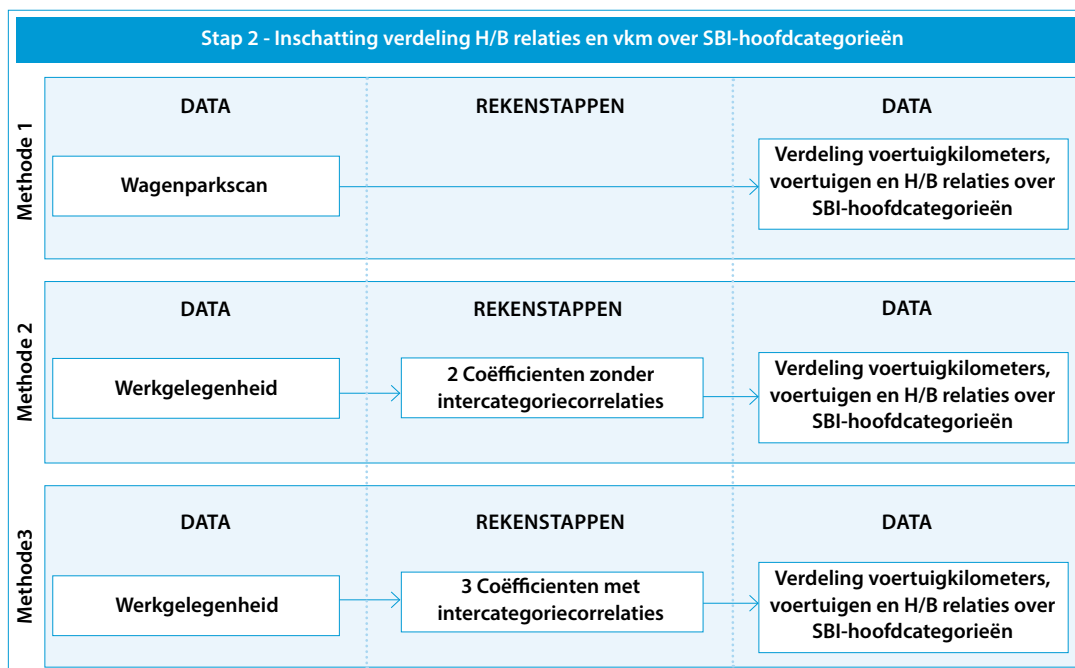 Stap 2 - Inschatting verdeling H/B relaties en vkm over SBI-hoofdcategorieën
Methode 1
DATA
REKENSTAPPEN
DATA
Wagenparkscan
Verdeling voertuigkilometers,
voertuigen en H/B relaties over
SBI-hoofdcategorieën
Methode 2
DATA
REKENSTAPPEN
DATA
Werkgelegenheid
2 Coëfficienten zonder
intercategoriecorrelaties
Verdeling voertuigkilometers,
voertuigen en H/B relaties over
SBI-hoofdcategorieën
Methode3
DATA
REKENSTAPPEN
DATA
Werkgelegenheid
3 Coëfficienten met
intercategoriecorrelaties
Verdeling voertuigkilometers,
voertuigen en H/B relaties over
SBI-hoofdcategorieën